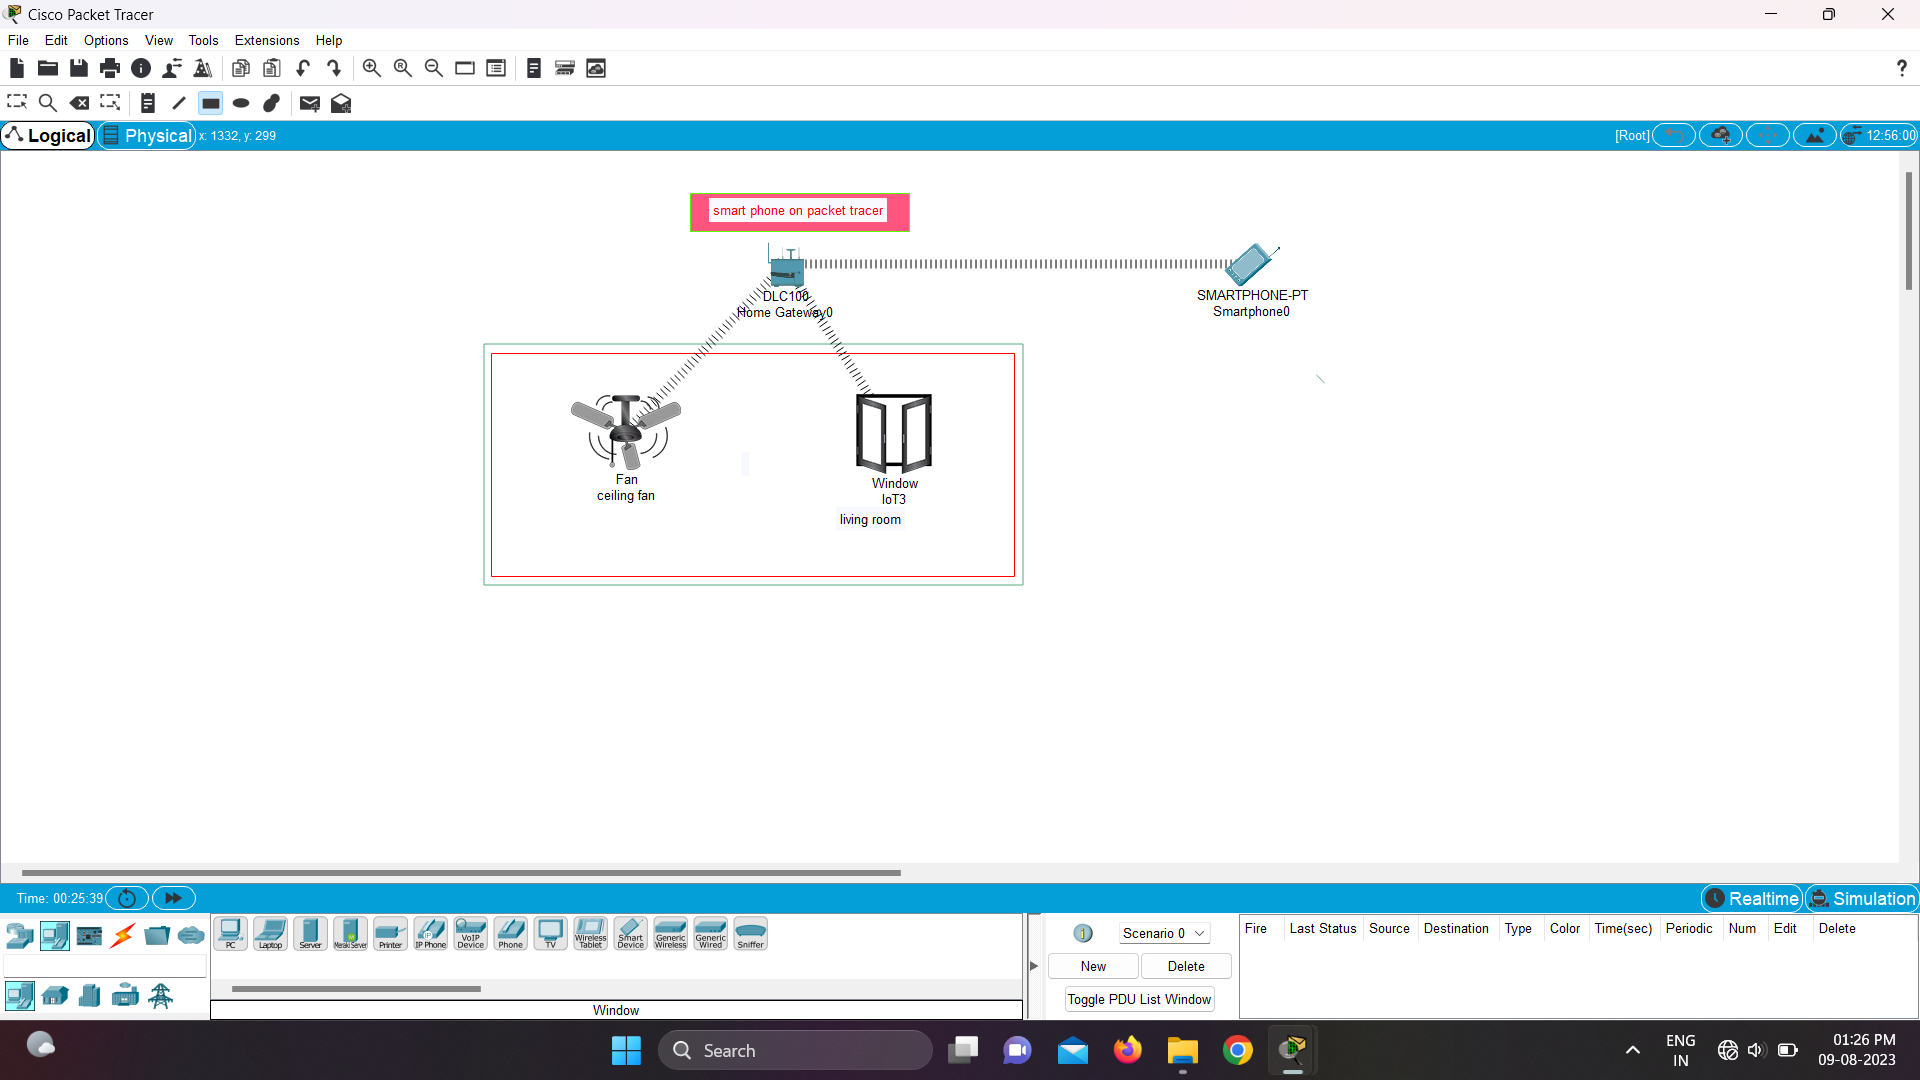 Cisco Packet Tracer
File Edit Options View Tools Extensions Help
?
Logical Physical x: 1332, y: 299 [Root] 12:56:00
smart phone on packet tracer
DLC100
Home Gateway0
SMARTPHONE-PT
Smartphone0
Fan
ceiling fan
Window
IoT3
living room
Time: 00:25:39 Realtime Simulation
PC Laptop Server Meraki Server Printer IP Phone VoIP Device Phone TV Wireless Tablet Smart Device Generic Wireless Generic Wired Sniffer
Window
Scenario 0
New Delete
Toggle PDU List Window
Fire Last Status Source Destination Type Color Time(sec) Periodic Num Edit Delete
Search
ENG
IN
01:26 PM
09-08-2023